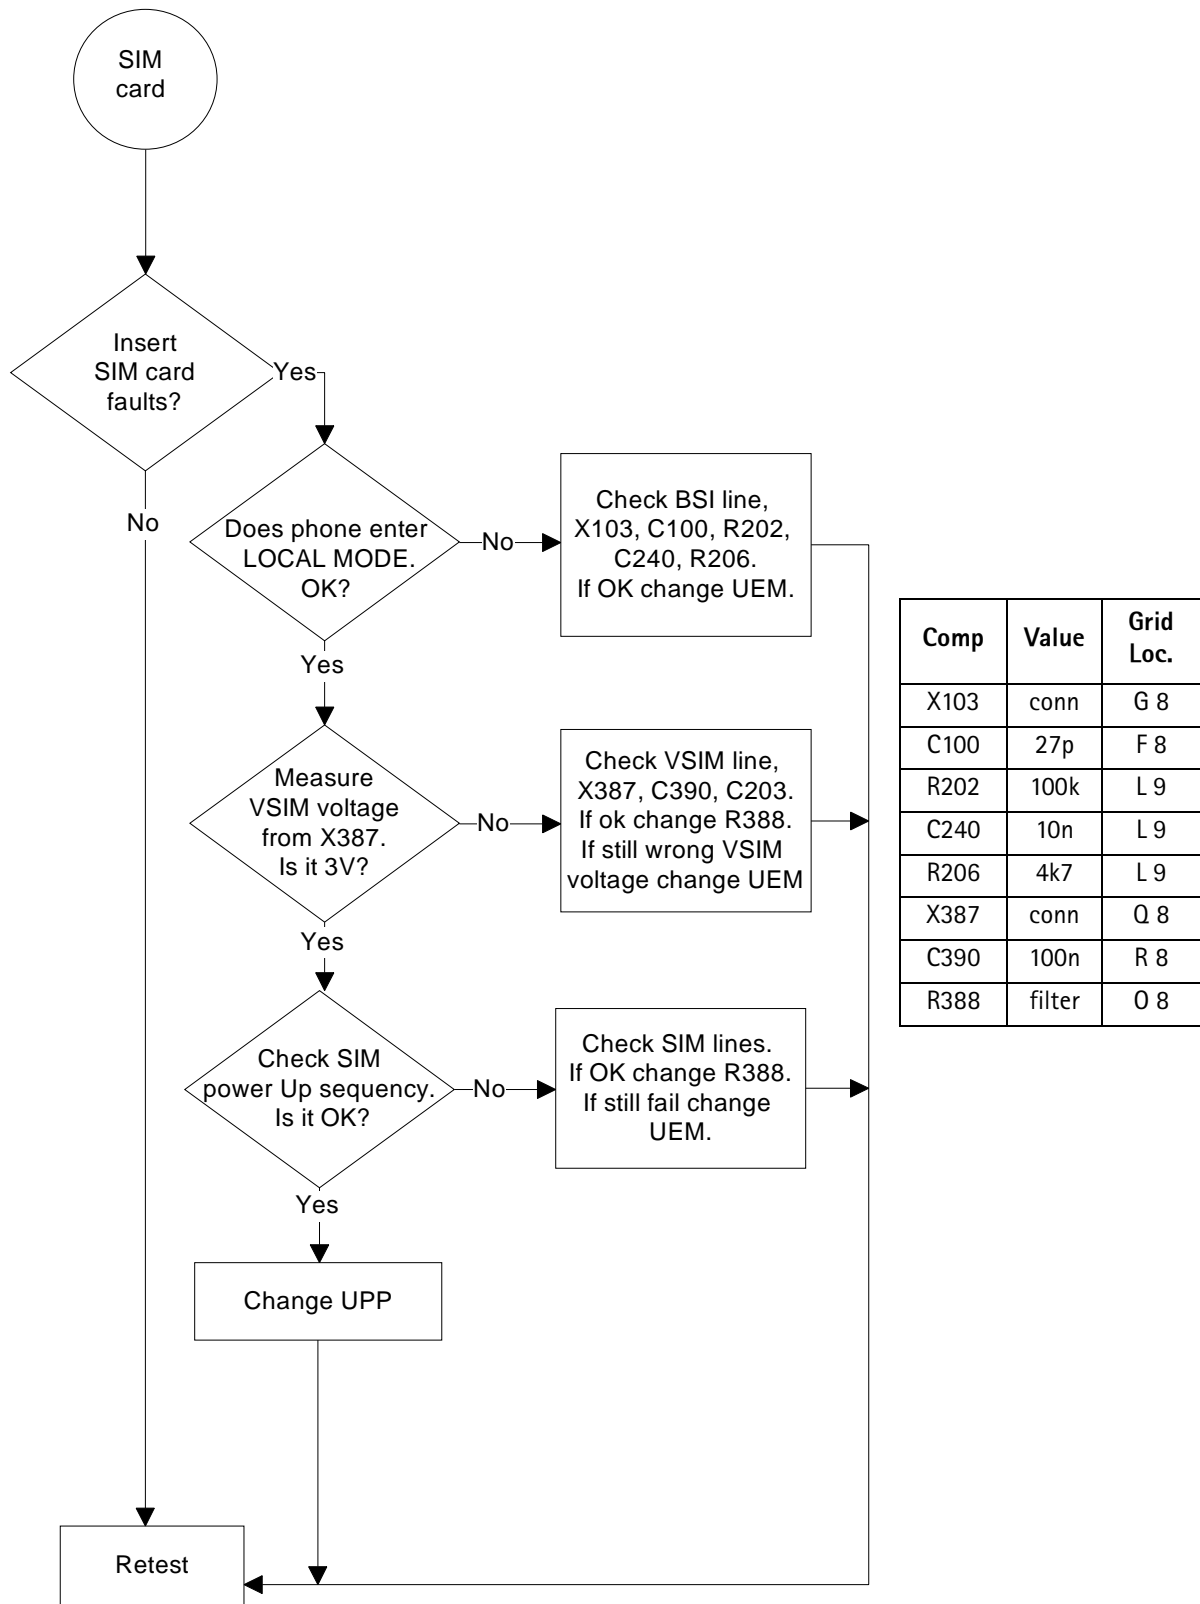 SIM
card
Insert
SIM card
faults?
Yes
No
Does phone enter
LOCAL MODE.
OK?
No
Check BSI line,
X103, C100, R202,
C240, R206.
If OK change UEM.
Yes
Measure
VSIM voltage
from X387.
Is it 3V?
No
Check VSIM line,
X387, C390, C203.
If ok change R388.
If still wrong VSIM
voltage change UEM
Yes
Check SIM
power Up sequency.
Is it OK?
No
Check SIM lines.
If OK change R388.
If still fail change
UEM.
Yes
Change UPP
Retest
Comp Value Grid
Loc.
X103 conn G 8
C100 27p F 8
R202 100k L 9
C240 10n L 9
R206 4k7 L 9
X387 conn Q 8
C390 100n R 8
R388 filter O 8